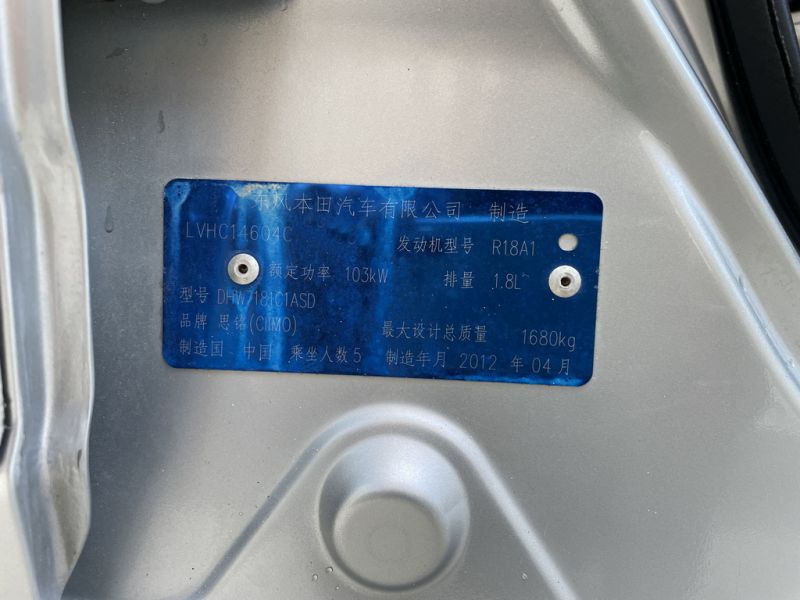 东风本田汽车有限公司 制造
LVHC14604C 发动机型号 R18A1
额定功率 103kW 排量 1.8L
型号 DHW7181C1ASD
品牌 思铭(CIIMO) 最大设计总质量 1680kg
制造国 中国 乘坐人数 5 制造年月 2012 年 04 月